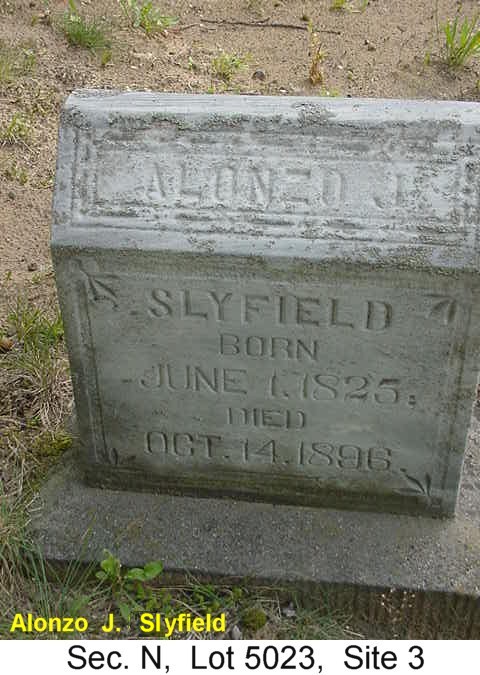 ALONZO J.
SLYFIELD
BORN
JUNE 1, 1825.
DIED
OCT. 14. 1896.
Alonzo J. Slyfield
Sec. N, Lot 5023, Site 3